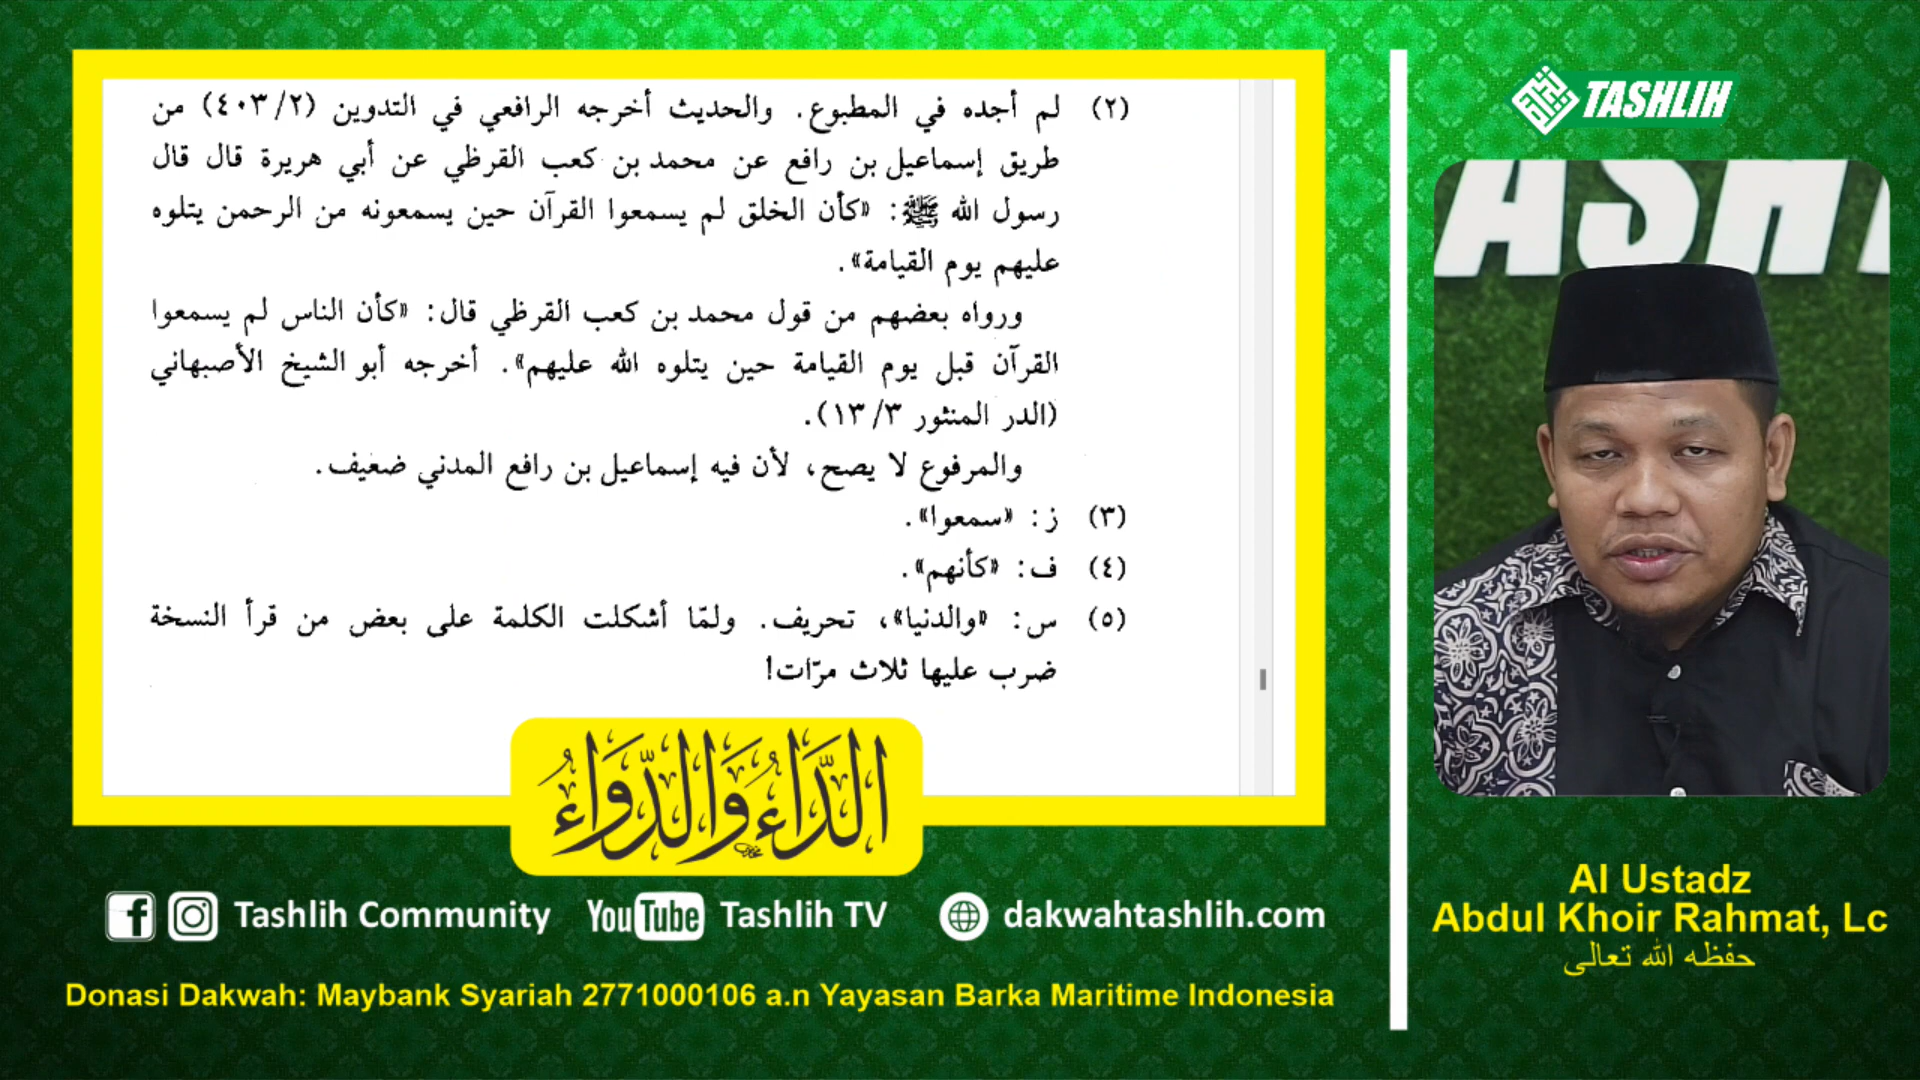 (٢) لم أجده في المطبوع. والحديث أخرجه الرافعي في التدوين (٤٠٣/٢) من
طريق إسماعيل بن رافع عن محمد بن كعب القرظي عن أبي هريرة قال قال
رسول الله ﷺ: «كأن الخلق لم يسمعوا القرآن حين يسمعونه من الرحمن يتلوه
عليهم يوم القيامة».
ورواه بعضهم من قول محمد بن كعب القرظي قال: «كأن الناس لم يسمعوا
القرآن قبل يوم القيامة حين يتلوه الله عليهم». أخرجه أبو الشيخ الأصبهاني
(الدر المنثور ١٣/٣).
والمرفوع لا يصح، لأن فيه إسماعيل بن رافع المدني ضعيف.
(٣) ز: «سمعوا».
(٤) ف: «كأنهم».
(٥) س: «والدنيا»، تحريف. ولمّا أشكلت الكلمة على بعض من قرأ النسخة
ضرب عليها ثلاث مرّات!
الدَّاءُ وَالدَّوَاءُ
TASHLIH
ASH
Al Ustadz
Abdul Khoir Rahmat, Lc
حفظه الله تعالى
Tashlih Community
YouTube Tashlih TV
dakwahtashlih.com
Donasi Dakwah: Maybank Syariah 2771000106 a.n Yayasan Barka Maritime Indonesia